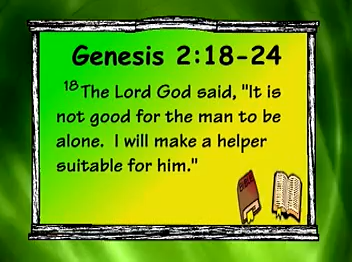 Genesis 2:18-24
18The Lord God said, "It is
not good for the man to be
alone. I will make a helper
suitable for him."
BIBLE